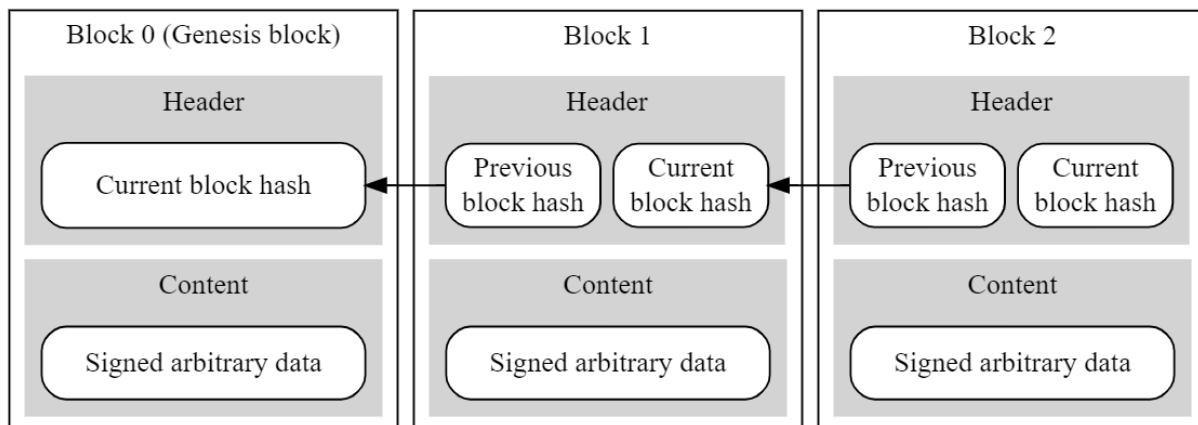 Block 0 (Genesis block)
Header
Current block hash
Content
Signed arbitrary data
Block 1
Header
Previous
block hash
Current
block hash
Content
Signed arbitrary data
Block 2
Header
Previous
block hash
Current
block hash
Content
Signed arbitrary data